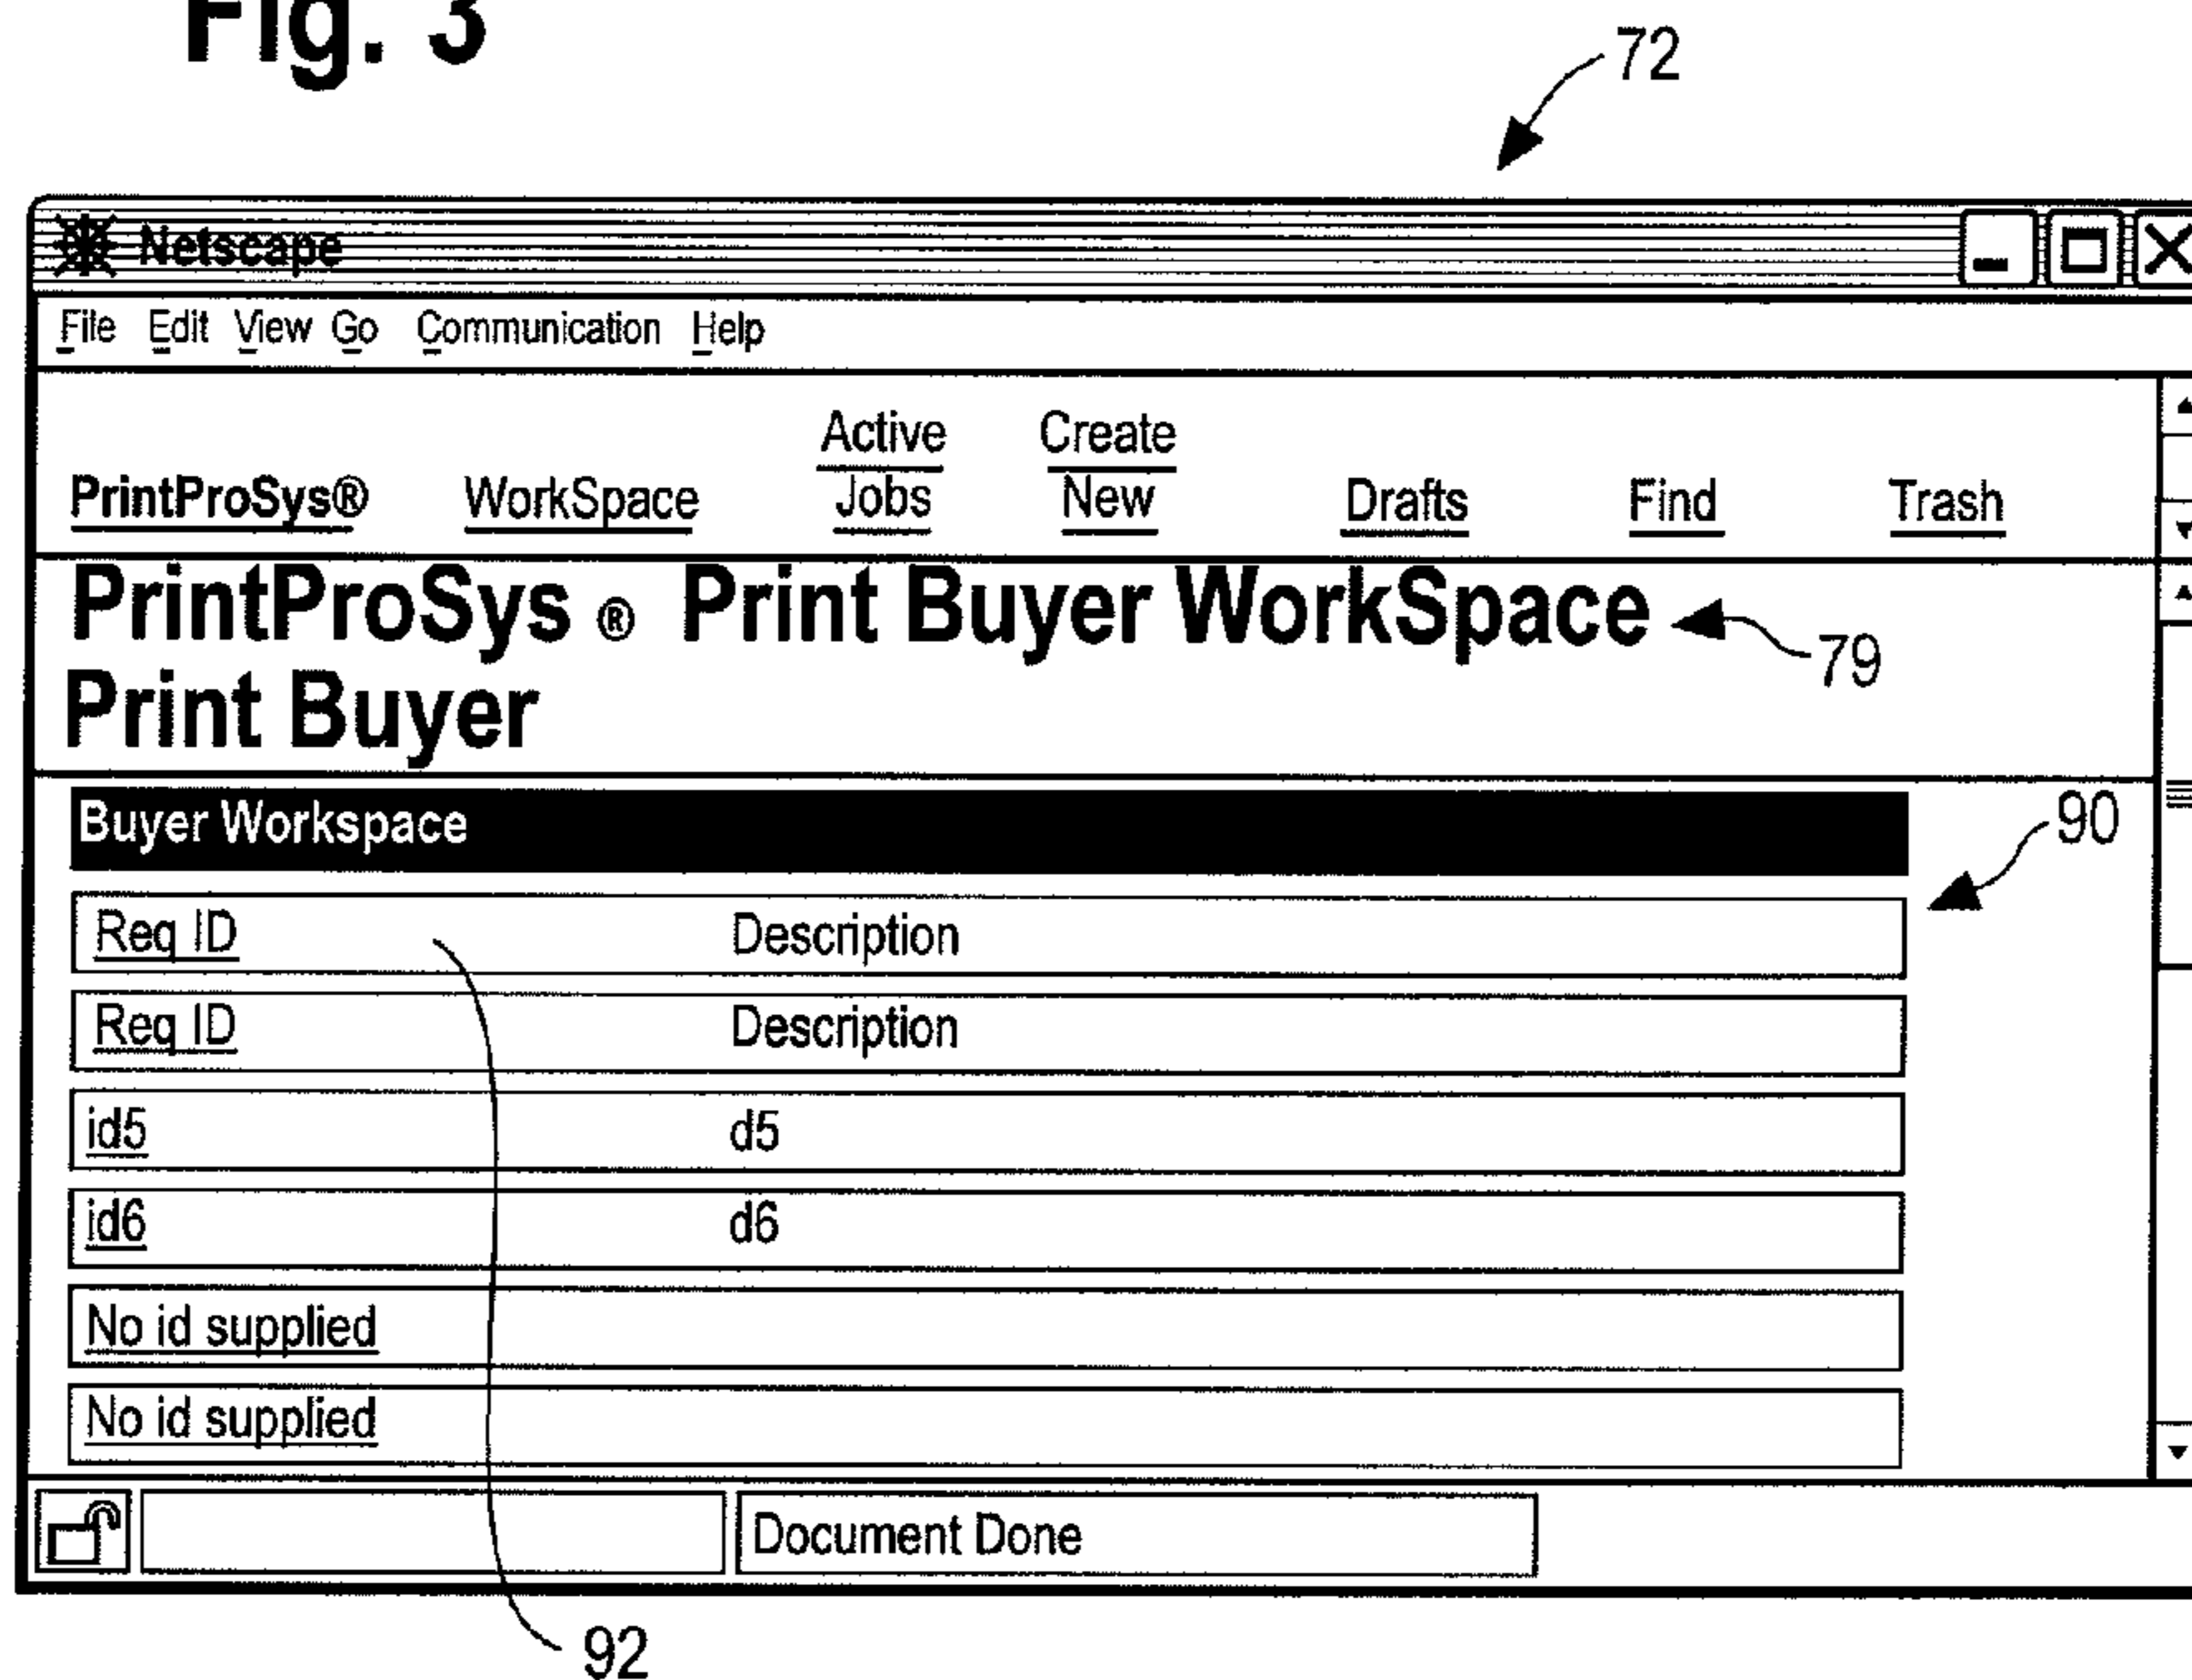 Fig. 3
72
Netscape
File Edit View Go Communication Help
Active Create
PrintProSys® WorkSpace Jobs New Drafts Find Trash
PrintProSys ® Print Buyer WorkSpace
79
Print Buyer
Buyer Workspace
90
Req ID Description
Req ID Description
id5 d5
id6 d6
No id supplied
No id supplied
Document Done
92